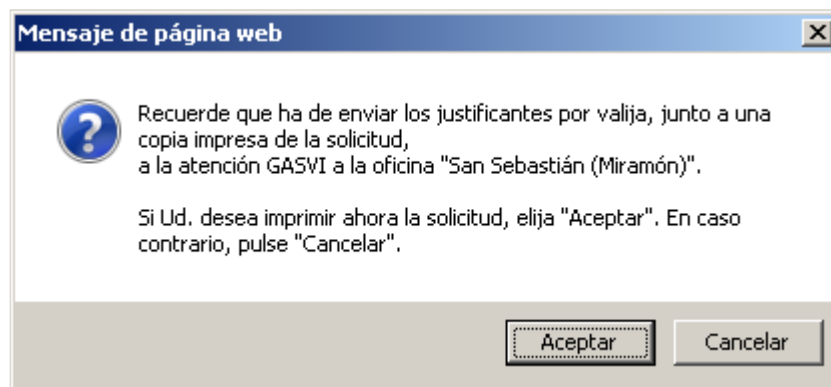 Mensaje de página web
Recuerde que ha de enviar los justificantes por valija, junto a una
copia impresa de la solicitud,
a la atención GASVI a la oficina "San Sebastián (Miramón)".
Si Ud. desea imprimir ahora la solicitud, elija "Aceptar". En caso
contrario, pulse "Cancelar".
Aceptar
Cancelar